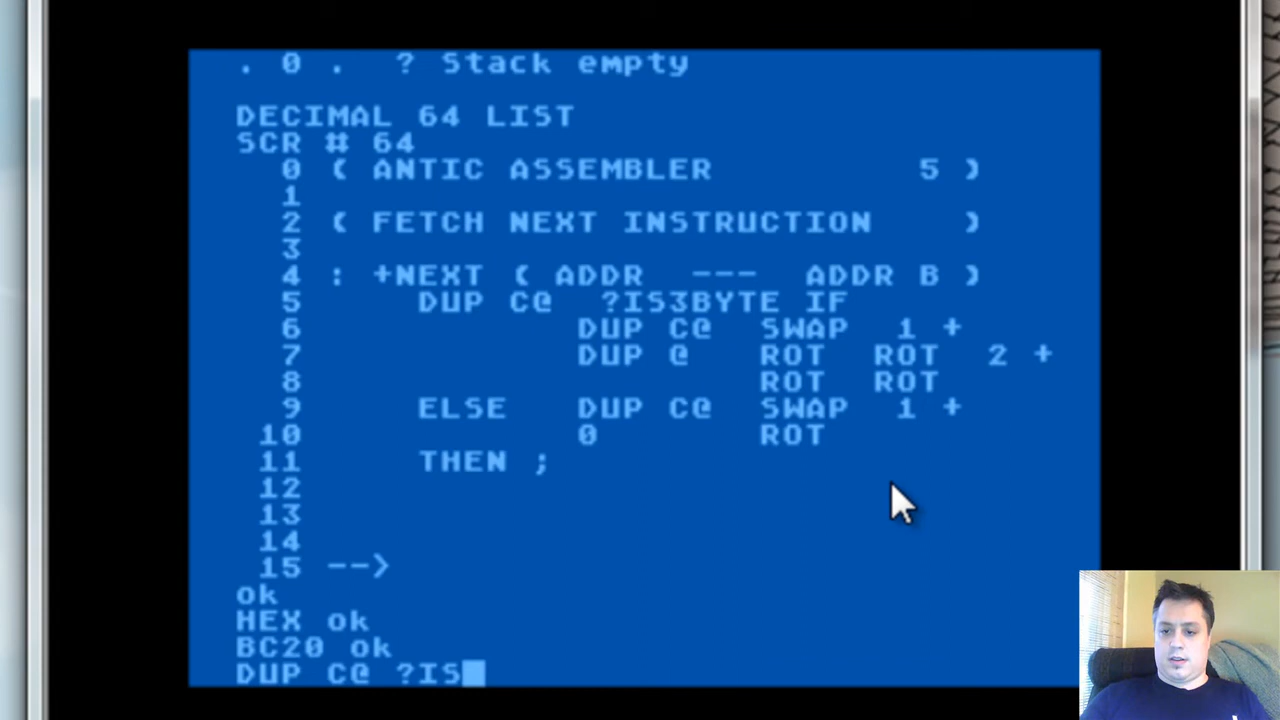 . 0 .  ? Stack empty
DECIMAL 64 LIST
SCR # 64
0 ( ANTIC ASSEMBLER 5 )
1
2 ( FETCH NEXT INSTRUCTION )
3
4 : +NEXT ( ADDR --- ADDR B )
5 DUP C@ ?IS3BYTE IF
6 DUP C@ SWAP 1 +
7 DUP @ ROT ROT 2 +
8 ROT ROT
9 ELSE DUP C@ SWAP 1 +
10 0 ROT
11 THEN ;
12
13
14
15 -->
ok
HEX ok
BC20 ok
DUP C@ ?IS